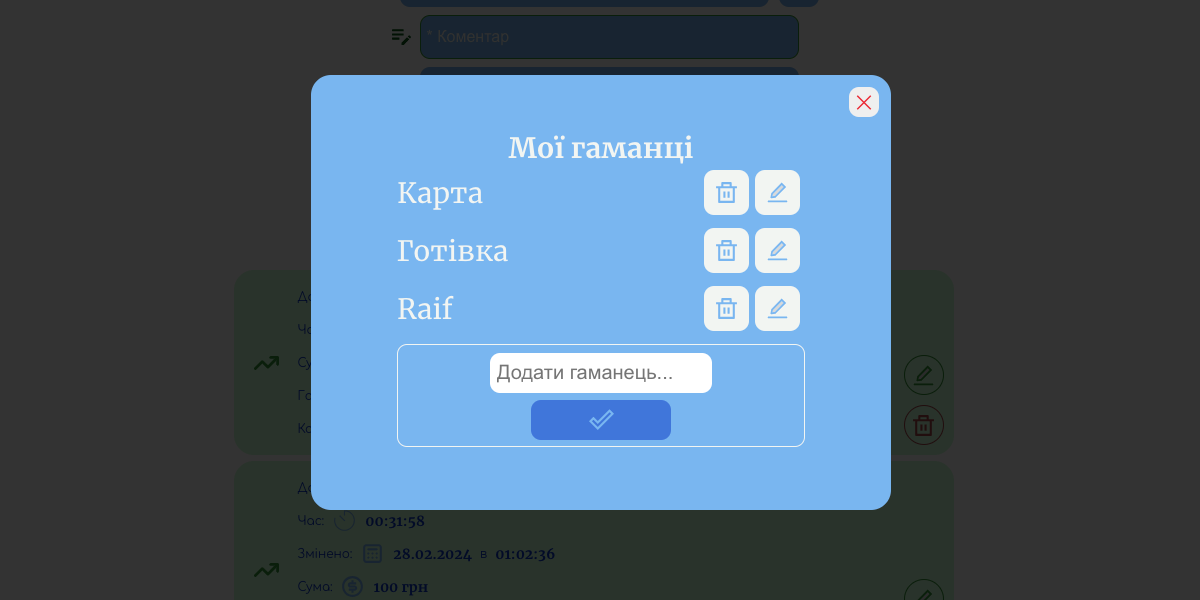 * Коментар
Мої гаманці
Карта
Готівка
Raif
Додати гаманець...
Час: 00:31:58
Змінено: 28.02.2024 в 01:02:36
Сума: 100 грн